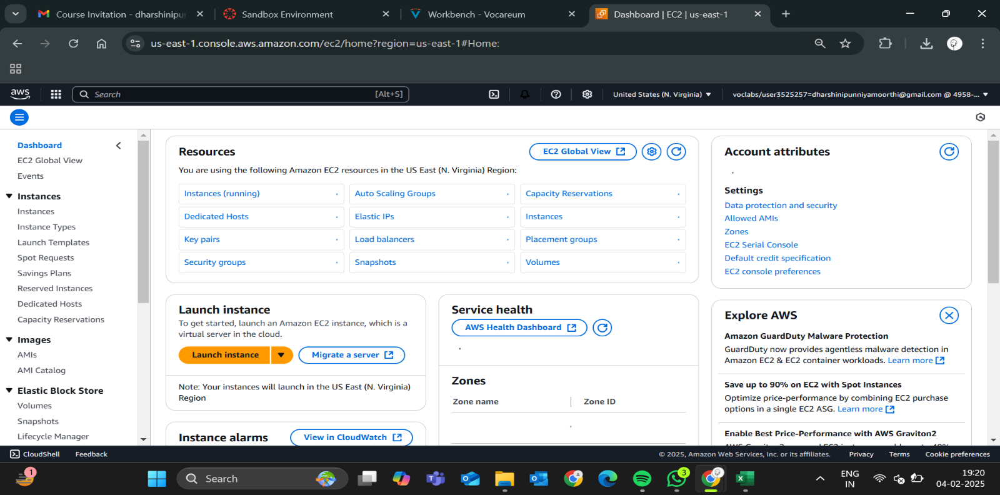 Course Invitation - dharshinipun
Sandbox Environment
Workbench - Vocareum
Dashboard | EC2 | us-east-1
us-east-1.console.aws.amazon.com/ec2/home?region=us-east-1#Home:
aws
Search
[Alt+S]
United States (N. Virginia)
voclabs/user3525257=dharshinipunniyamoorthi@gmail.com @ 4958-...
Dashboard
EC2 Global View
Events
Instances
Instances
Instance Types
Launch Templates
Spot Requests
Savings Plans
Reserved Instances
Dedicated Hosts
Capacity Reservations
Images
AMIs
AMI Catalog
Elastic Block Store
Volumes
Snapshots
Lifecycle Manager
Resources
EC2 Global View
You are using the following Amazon EC2 resources in the US East (N. Virginia) Region:
Instances (running)
Auto Scaling Groups
Capacity Reservations
Dedicated Hosts
Elastic IPs
Instances
Key pairs
Load balancers
Placement groups
Security groups
Snapshots
Volumes
Launch instance
To get started, launch an Amazon EC2 instance, which is a
virtual server in the cloud.
Launch instance
Migrate a server
Note: Your instances will launch in the US East (N. Virginia)
Region
Instance alarms
View in CloudWatch
Service health
AWS Health Dashboard
Zones
Zone name
Zone ID
Account attributes
Settings
Data protection and security
Allowed AMIs
Zones
EC2 Serial Console
Default credit specification
EC2 console preferences
Explore AWS
Amazon GuardDuty Malware Protection
GuardDuty now provides agentless malware detection in
Amazon EC2 & EC2 container workloads. Learn more
Save up to 90% on EC2 with Spot Instances
Optimize price-performance by combining EC2 purchase
options in a single EC2 ASG. Learn more
Enable Best Price-Performance with AWS Graviton2
CloudShell
Feedback
© 2025, Amazon Web Services, Inc. or its affiliates.
Privacy
Terms
Cookie preferences
1
Search
3
ENG
IN
19:20
04-02-2025